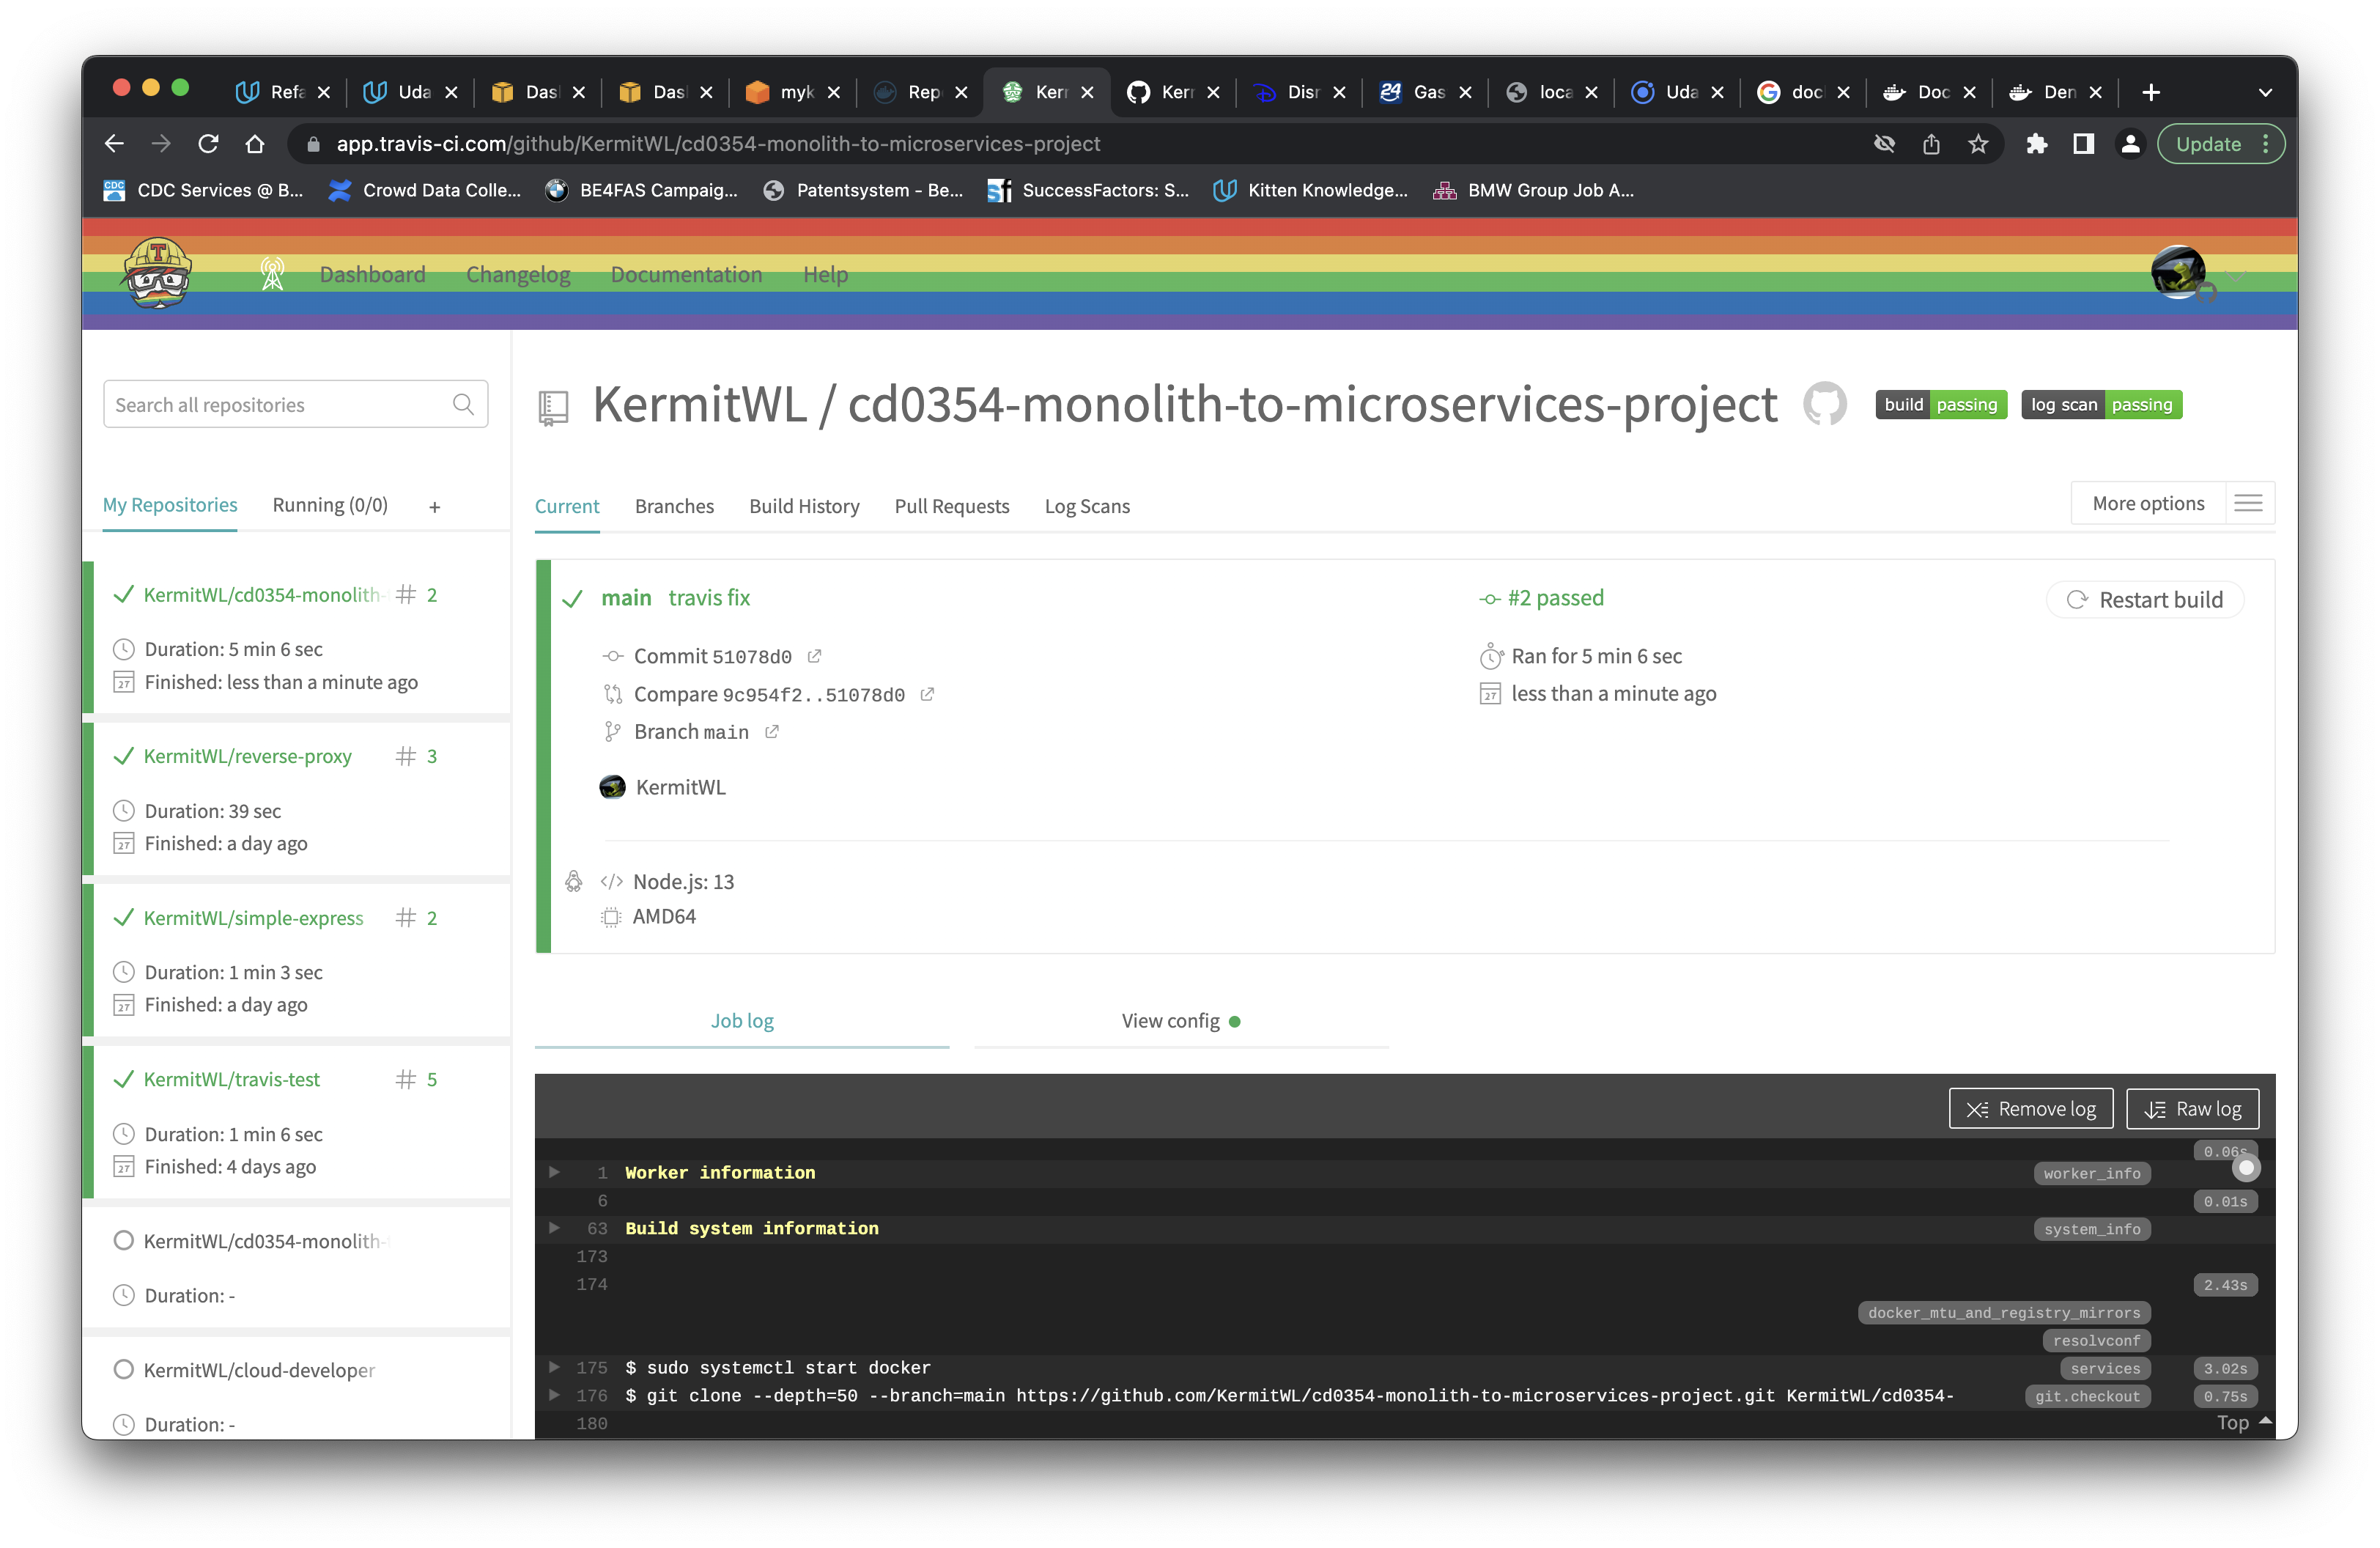 Refa
Uda
Das
Das
myk
Rep
Kerr
Kerr
Disr
24
Gas
loca
Uda
doc
Doc
Den
app.travis-ci.com/github/KermitWL/cd0354-monolith-to-microservices-project
Update
CDC
CDC Services @ B...
Crowd Data Colle...
BE4FAS Campaig...
Patentsystem - Be...
SuccessFactors: S...
Kitten Knowledge...
BMW Group Job A...
Dashboard
Changelog
Documentation
Help
Search all repositories
My Repositories
Running (0/0)
+
KermitWL/cd0354-monolith-
# 2
Duration: 5 min 6 sec
27
Finished: less than a minute ago
KermitWL/reverse-proxy
# 3
Duration: 39 sec
27
Finished: a day ago
KermitWL/simple-express
# 2
Duration: 1 min 3 sec
27
Finished: a day ago
KermitWL/travis-test
# 5
Duration: 1 min 6 sec
27
Finished: 4 days ago
KermitWL/cd0354-monolith-
Duration: -
KermitWL/cloud-developer
Duration: -
KermitWL / cd0354-monolith-to-microservices-project
build passing
log scan passing
Current
Branches
Build History
Pull Requests
Log Scans
More options
main travis fix
Commit 51078d0
Compare 9c954f2..51078d0
Branch main
KermitWL
#2 passed
Ran for 5 min 6 sec
27
less than a minute ago
Restart build
Node.js: 13
AMD64
Job log
View config
Remove log
Raw log
0.06s
1 Worker information worker_info
6 0.01s
63 Build system information system_info
173
174 2.43s
docker_mtu_and_registry_mirrors
resolvconf
175 $ sudo systemctl start docker services 3.02s
176 $ git clone --depth=50 --branch=main https://github.com/KermitWL/cd0354-monolith-to-microservices-project.git KermitWL/cd0354- git.checkout 0.75s
180
Top